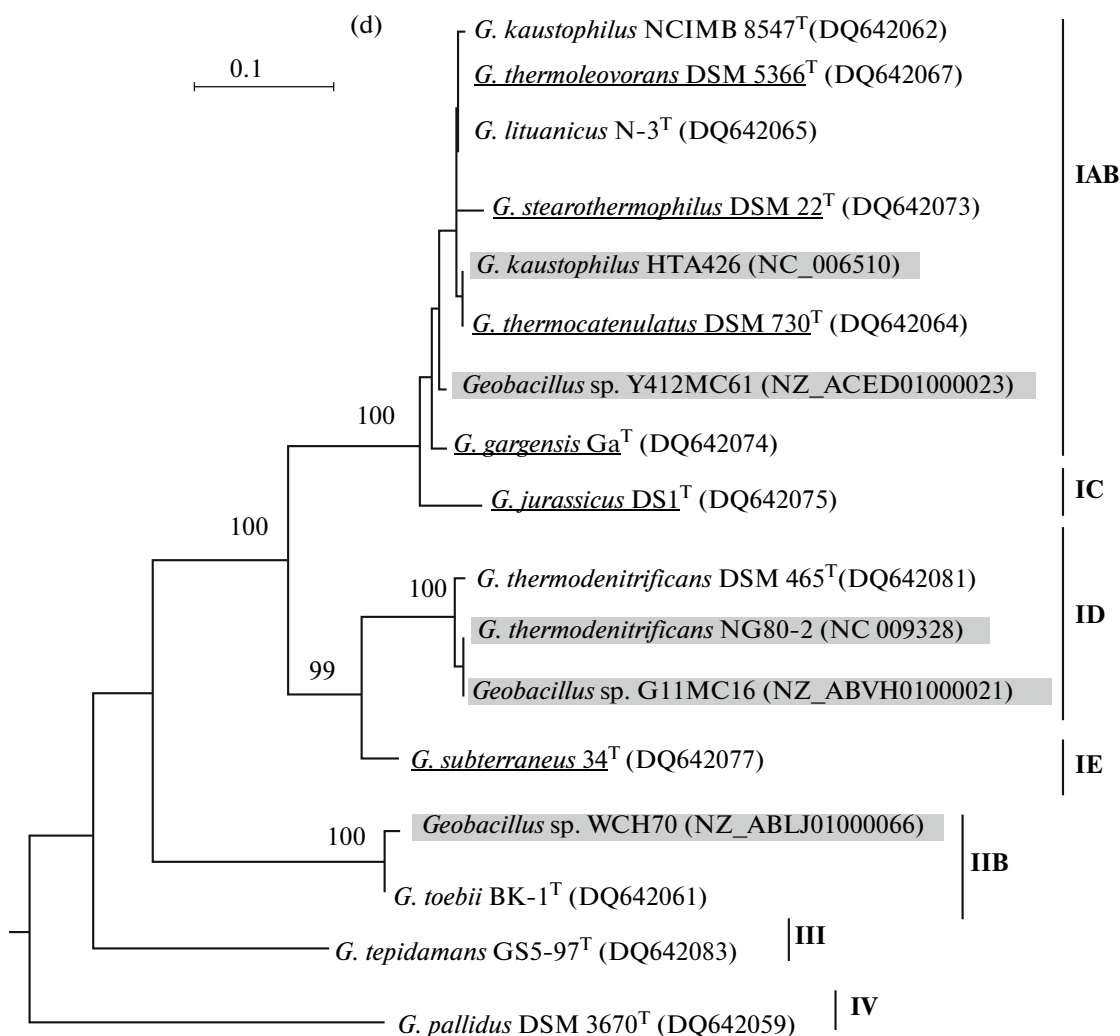 (d)
0.1
G. kaustophilus NCIMB 8547T(DQ642062)
G. thermoleovorans DSM 5366T (DQ642067)
G. lituanicus N-3T (DQ642065)
IAB
G. stearothermophilus DSM 22T (DQ642073)
G. kaustophilus HTA426 (NC_006510)
G. thermocatenulatus DSM 730T (DQ642064)
Geobacillus sp. Y412MC61 (NZ_ACED01000023)
100
G. gargensis GaT (DQ642074)
IC
G. jurassicus DS1T (DQ642075)
100
G. thermodenitrificans DSM 465T(DQ642081)
100
ID
G. thermodenitrificans NG80-2 (NC 009328)
99
Geobacillus sp. G11MC16 (NZ_ABVH01000021)
G. subterraneus 34T (DQ642077)
IE
Geobacillus sp. WCH70 (NZ_ABLJ01000066)
100
IIB
G. toebii BK-1T (DQ642061)
III
G. tepidamans GS5-97T (DQ642083)
IV
G. pallidus DSM 3670T (DQ642059)